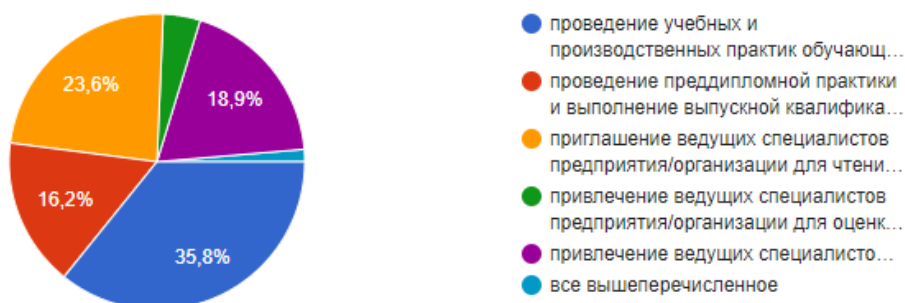 23,6%
18,9%
16,2%
35,8%
проведение учебных и
производственных практик обучающ…
проведение преддипломной практики
и выполнение выпускной квалифика…
приглашение ведущих специалистов
предприятия/организации для чтени…
привлечение ведущих специалистов
предприятия/организации для оценк…
привлечение ведущих специалисто…
все вышеперечисленное